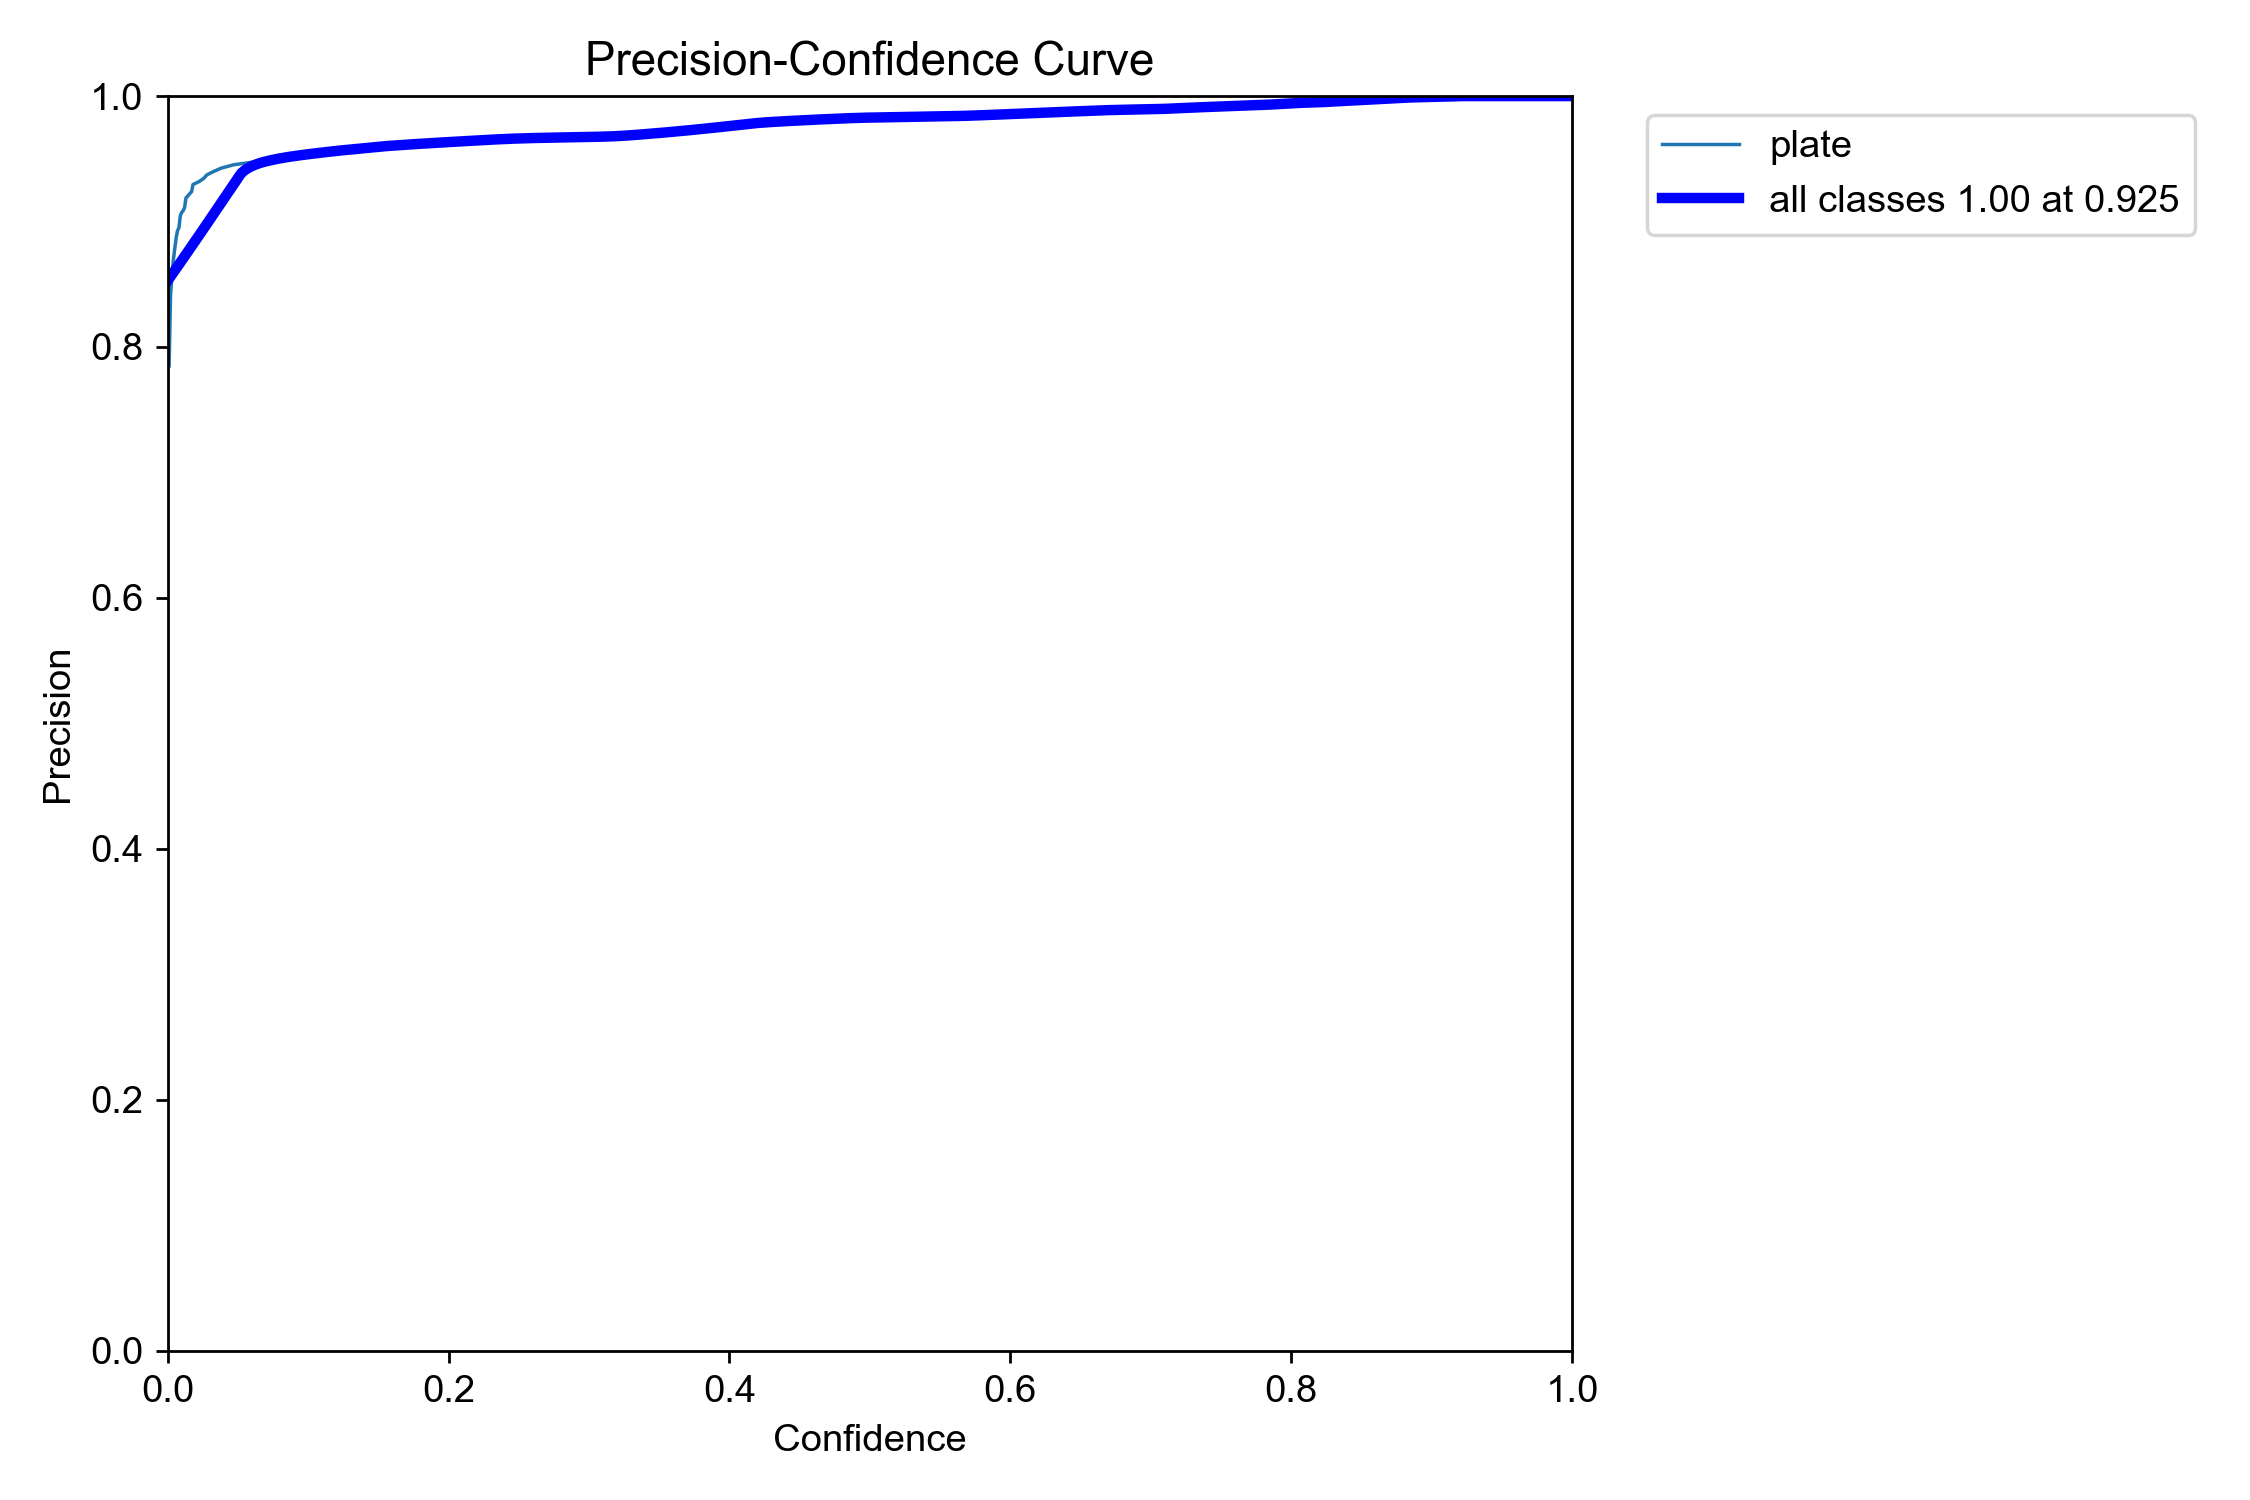 Precision-Confidence Curve
1.0
0.8
0.6
0.4
0.2
0.0
Precision
0.0 0.2 0.4 0.6 0.8 1.0
Confidence
plate
all classes 1.00 at 0.925